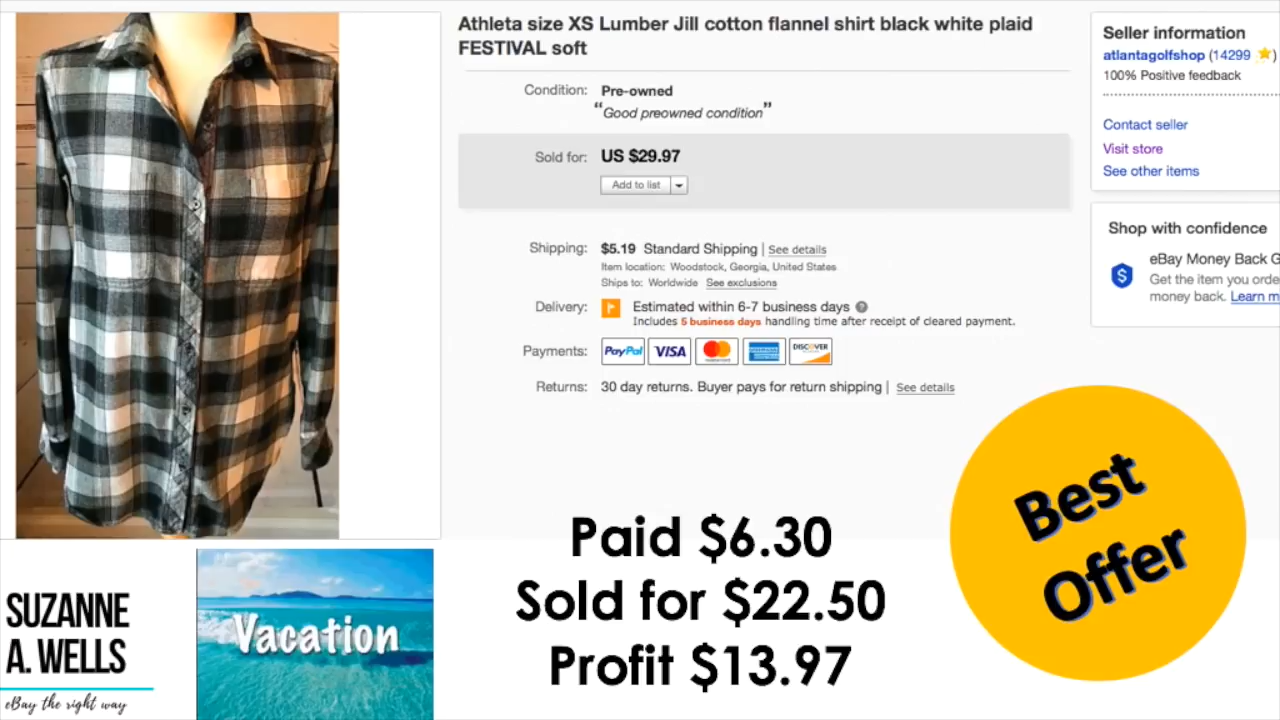 Athleta size XS Lumber Jill cotton flannel shirt black white plaid
FESTIVAL soft
Condition: Pre-owned
“Good preowned condition”
Sold for: US $29.97
Add to list
Shipping: $5.19 Standard Shipping | See details
Item location: Woodstock, Georgia, United States
Ships to: Worldwide See exclusions
Delivery: Estimated within 6-7 business days ?
Includes 5 business days handling time after receipt of cleared payment.
Payments: PayPal VISA mastercard AMERICAN EXPRESS DISCOVER
Returns: 30 day returns. Buyer pays for return shipping | See details
Seller information
atlantagolfshop (14299 )
100% Positive feedback
Contact seller
Visit store
See other items
Shop with confidence
$
eBay Money Back G
Get the item you orde
money back. Learn m
Best
Offer
Paid $6.30
Sold for $22.50
Profit $13.97
SUZANNE
A. WELLS
eBay the right way
Vacation